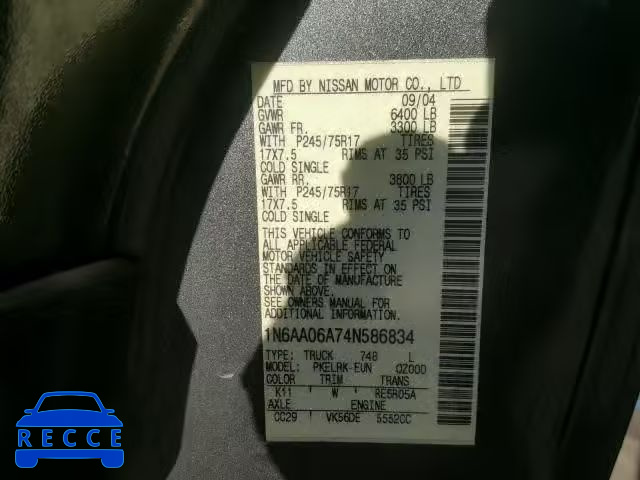 MFD BY NISSAN MOTOR CO., LTD
DATE 09/04
GVWR 6400 LB
GAWR FR. 3300 LB
WITH P245/75R17 TIRES
17X7.5 RIMS AT 35 PSI
COLD SINGLE
GAWR RR. 3800 LB
WITH P245/75R17 TIRES
17X7.5 RIMS AT 35 PSI
COLD SINGLE
THIS VEHICLE CONFORMS TO
ALL APPLICABLE FEDERAL
MOTOR VEHICLE SAFETY
STANDARDS IN EFFECT ON
THE DATE OF MANUFACTURE
SHOWN ABOVE.
SEE OWNERS MANUAL FOR
ADDITIONAL INFORMATION
1N6AA06A74N586834
TYPE: TRUCK 748 L
MODEL: PKELRK-EUN OZ000
COLOR TRIM TRANS
K11 W RE5R05A
AXLE ENGINE
CC29 VK56DE 5552CC
RECCE